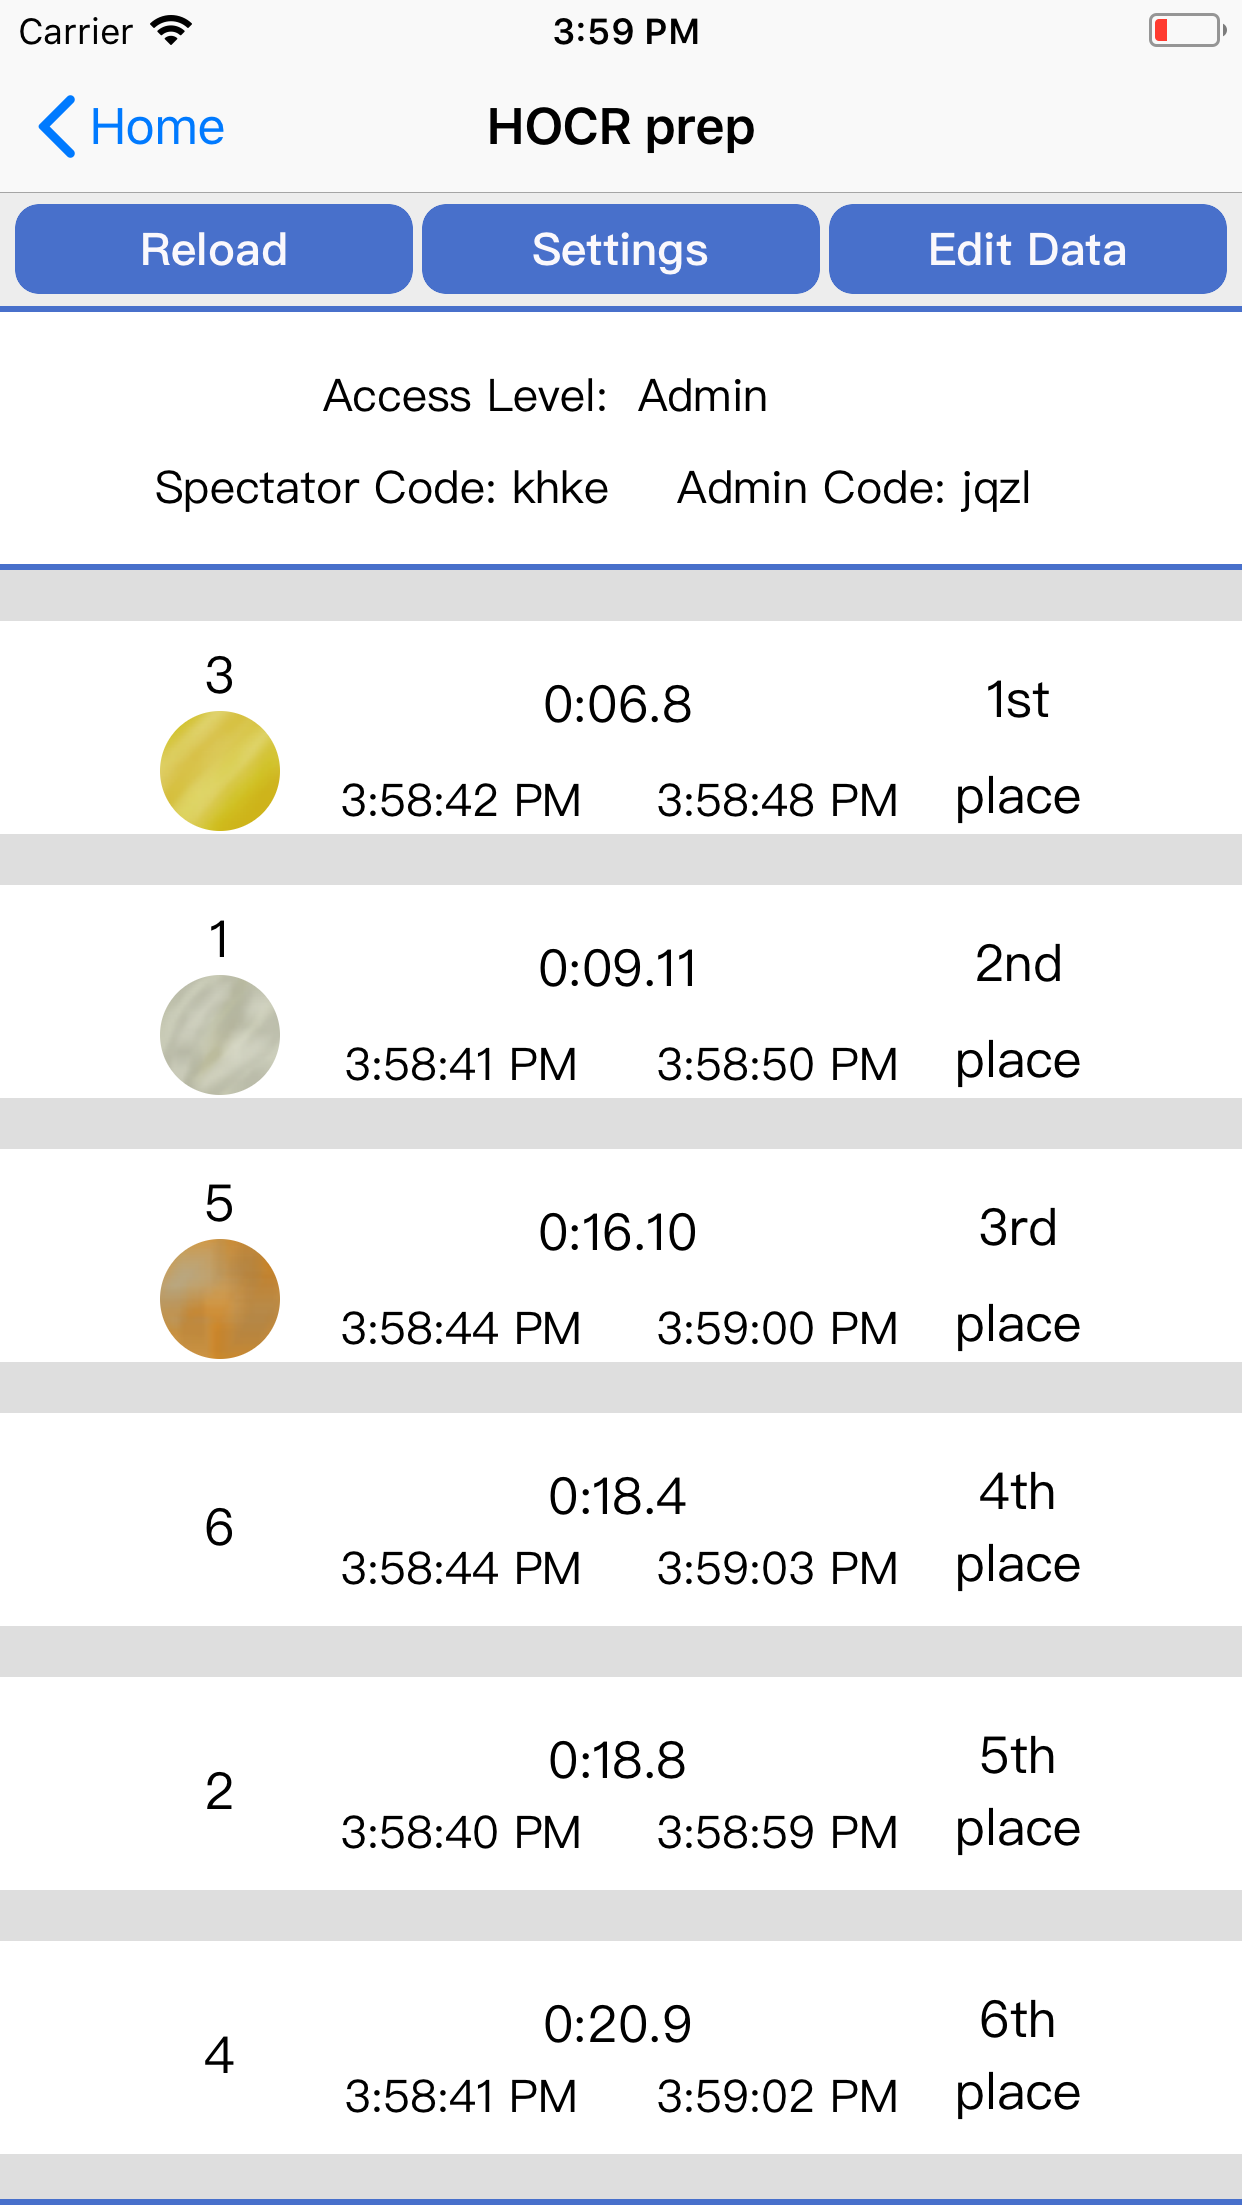 Carrier 3:59 PM
Home HOCR prep
Reload Settings Edit Data
Access Level: Admin
Spectator Code: khke Admin Code: jqzl
3
0:06.8 1st
3:58:42 PM 3:58:48 PM place
1
0:09.11 2nd
3:58:41 PM 3:58:50 PM place
5
0:16.10 3rd
3:58:44 PM 3:59:00 PM place
0:18.4 4th
6
3:58:44 PM 3:59:03 PM place
0:18.8 5th
2
3:58:40 PM 3:58:59 PM place
0:20.9 6th
4
3:58:41 PM 3:59:02 PM place